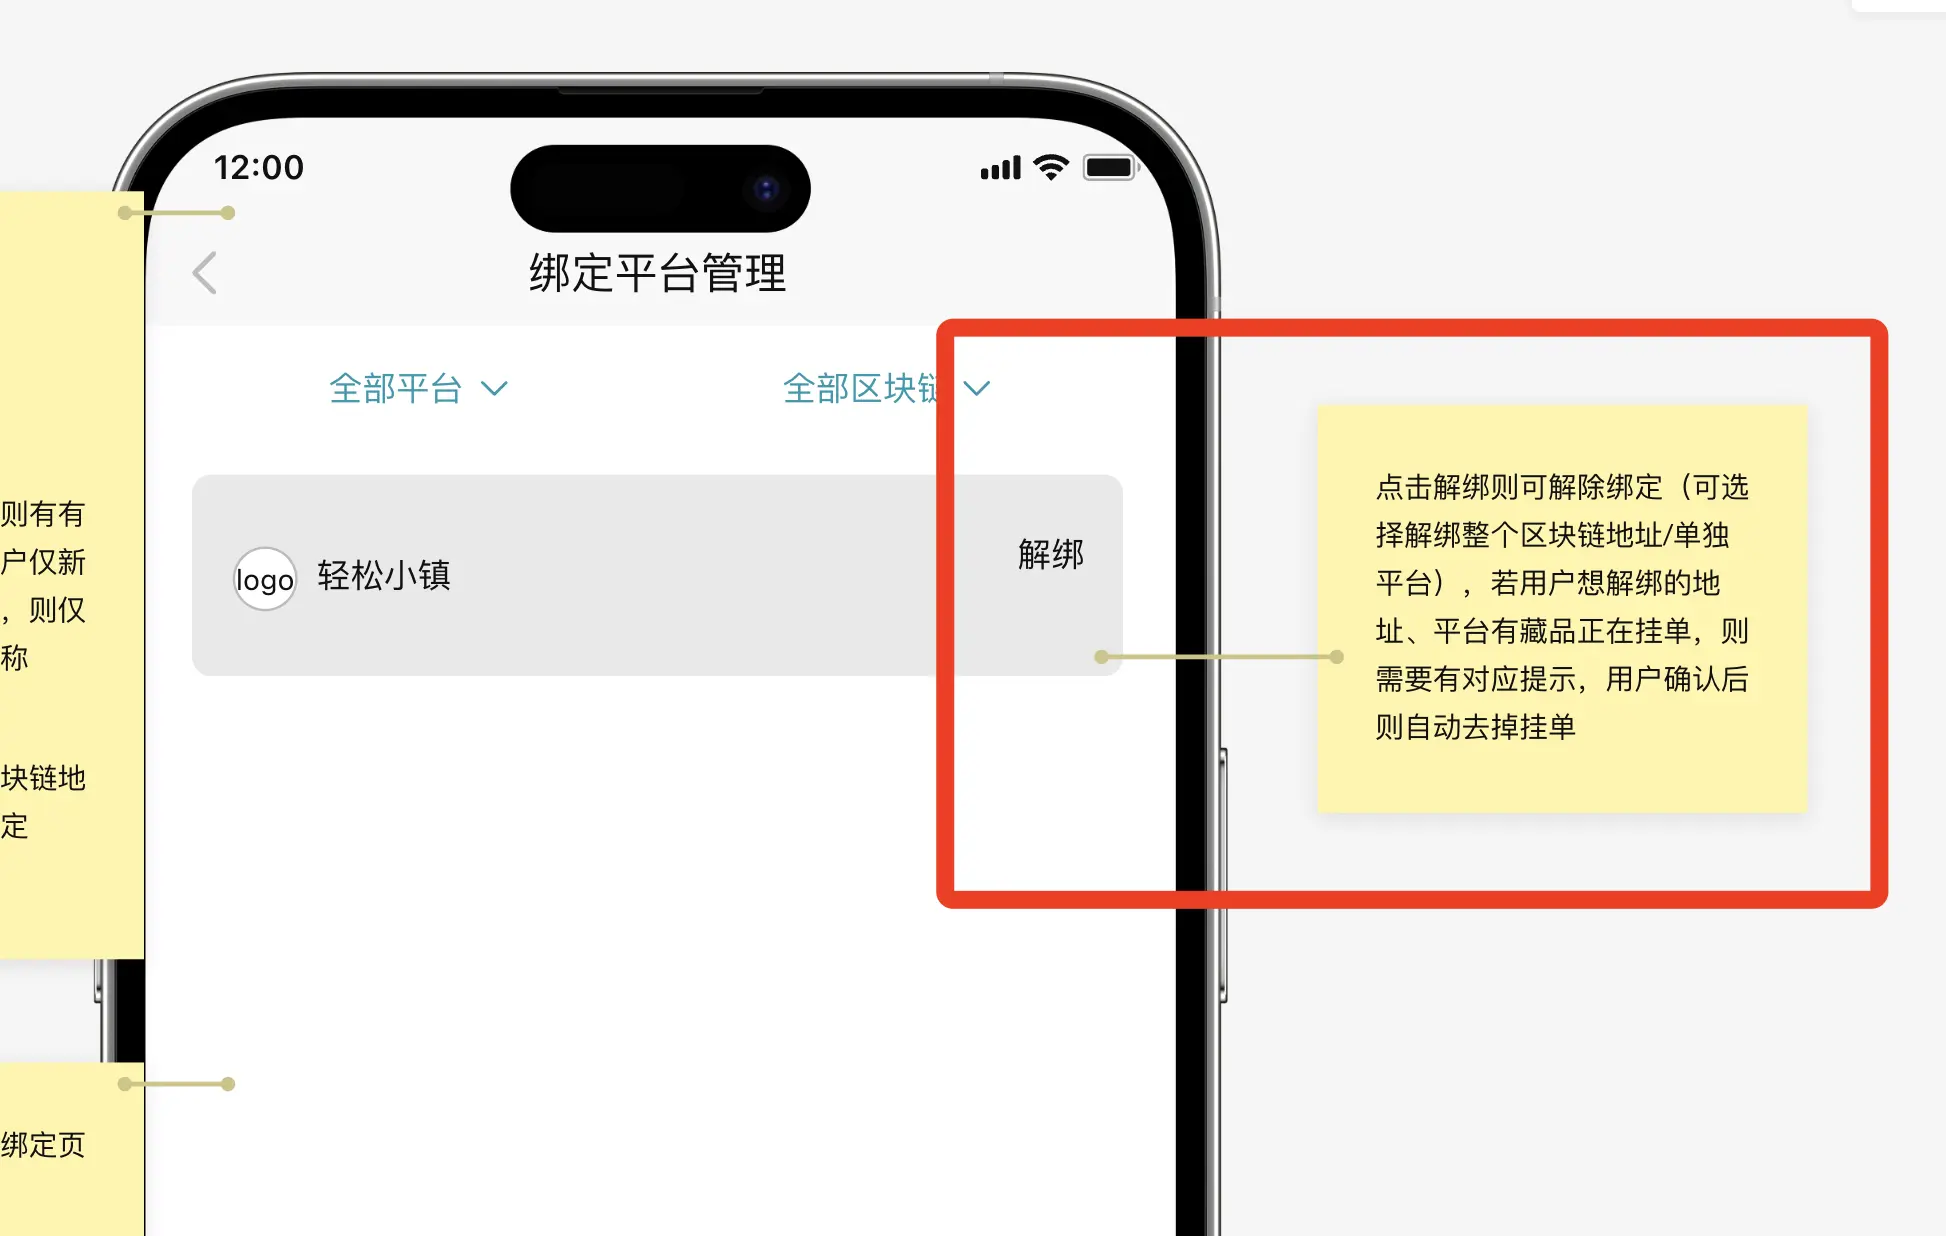 12:00
绑定平台管理
全部平台
全部区块链
logo 轻松小镇
解绑
点击解绑则可解除绑定（可选
择解绑整个区块链地址/单独
平台），若用户想解绑的地
址、平台有藏品正在挂单，则
需要有对应提示，用户确认后
则自动去掉挂单
则有有
户仅新
，则仅
称
块链地
定
绑定页